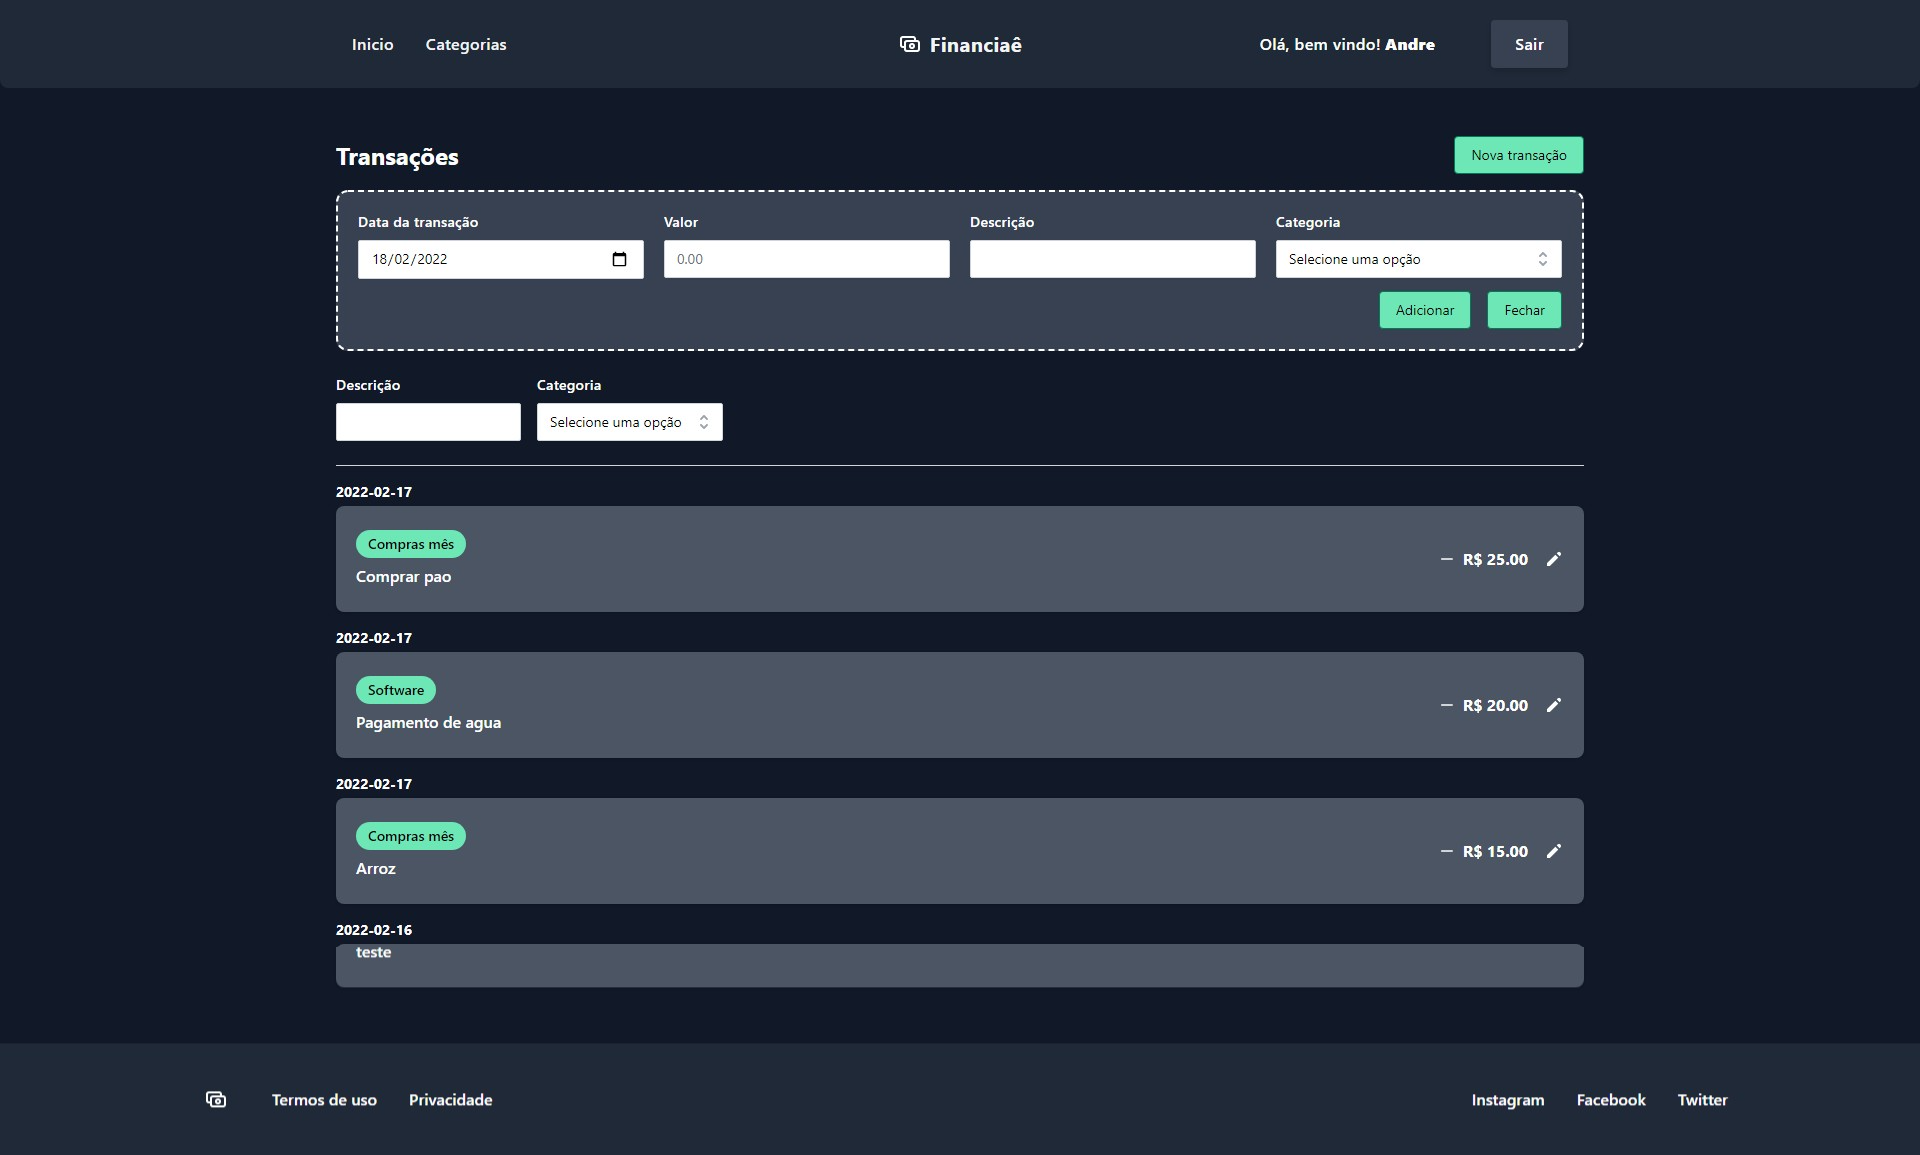 Inicio Categorias Financiaê Olá, bem vindo! Andre Sair
Transações Nova transação
Data da transação Valor Descrição Categoria
18/02/2022 0.00 Selecione uma opção
Adicionar Fechar
Descrição Categoria
Selecione uma opção
2022-02-17
Compras mês
Comprar pao
R$ 25.00
2022-02-17
Software
Pagamento de agua
R$ 20.00
2022-02-17
Compras mês
Arroz
R$ 15.00
2022-02-16
teste
Termos de uso Privacidade Instagram Facebook Twitter